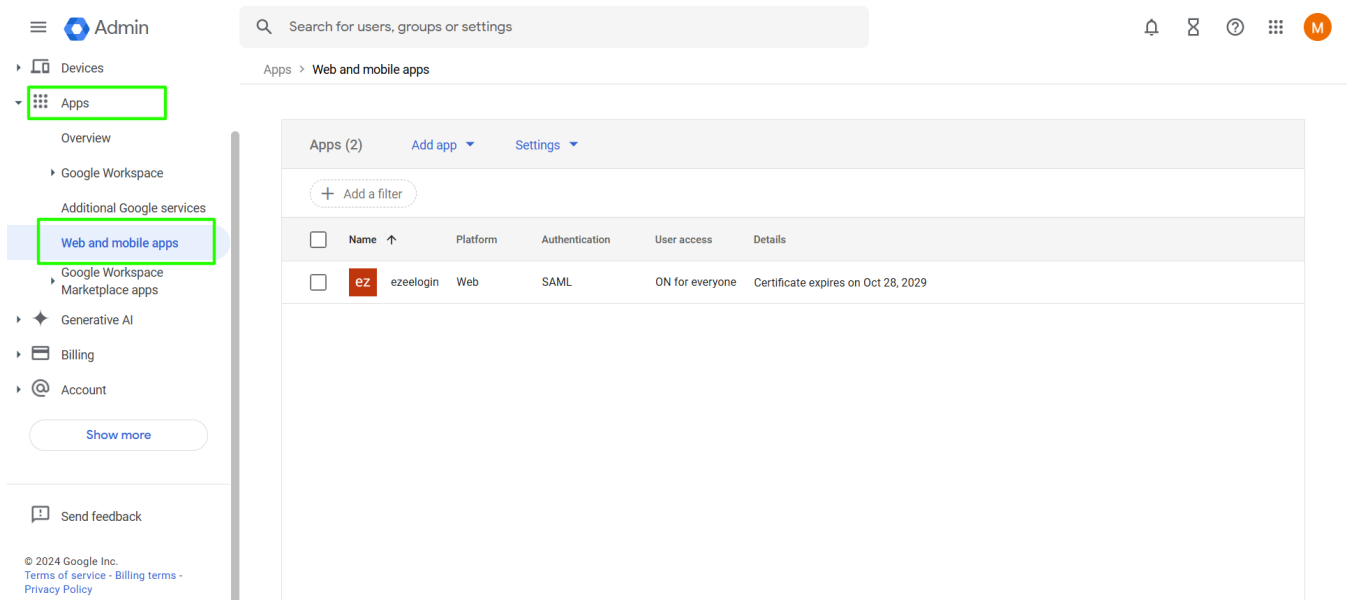 Admin
Search for users, groups or settings
M
Devices
Apps
Overview
Google Workspace
Additional Google services
Web and mobile apps
Google Workspace
Marketplace apps
Generative AI
Billing
Account
Show more
Send feedback
© 2024 Google Inc.
Terms of service - Billing terms -
Privacy Policy
Apps > Web and mobile apps
Apps (2) Add app Settings
Add a filter
Name Platform Authentication User access Details
ez ezeelogin Web SAML ON for everyone Certificate expires on Oct 28, 2029